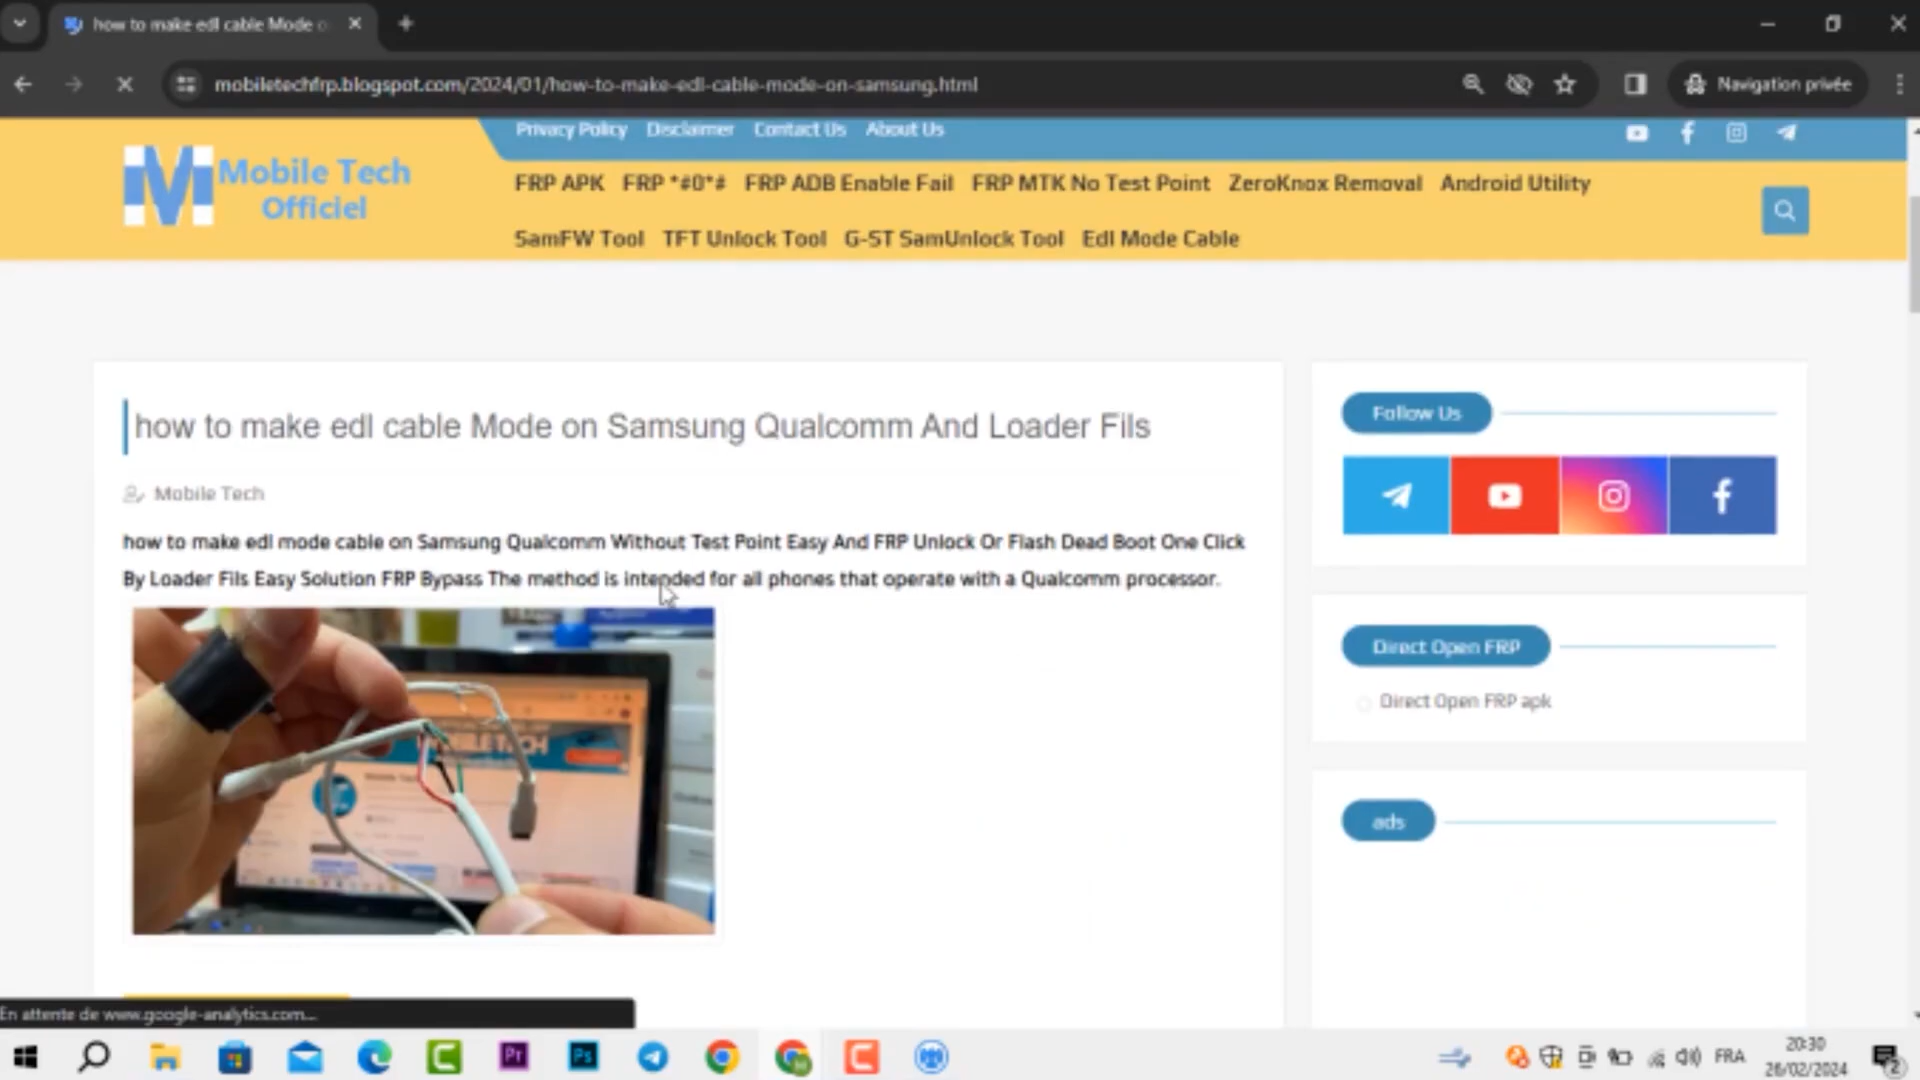 how to make edl cable Mode o
mobiletechfrp.blogspot.com/2024/01/how-to-make-edl-cable-mode-on-samsung.html
Navigation privée
Privacy Policy Disclaimer Contact Us About Us
Mobile Tech
Officiel
FRP APK FRP *#0*# FRP ADB Enable Fail FRP MTK No Test Point ZeroKnox Removal Android Utility
SamFW Tool TFT Unlock Tool G-ST SamUnlock Tool Edl Mode Cable
how to make edl cable Mode on Samsung Qualcomm And Loader Fils
Mobile Tech
how to make edl mode cable on Samsung Qualcomm Without Test Point Easy And FRP Unlock Or Flash Dead Boot One Click
By Loader Fils Easy Solution FRP Bypass The method is intended for all phones that operate with a Qualcomm processor.
Follow Us
Direct Open FRP
Direct Open FRP apk
ads
En attente de www.google-analytics.com...
Pr
Ps
FRA
20:30
26/02/2024
2